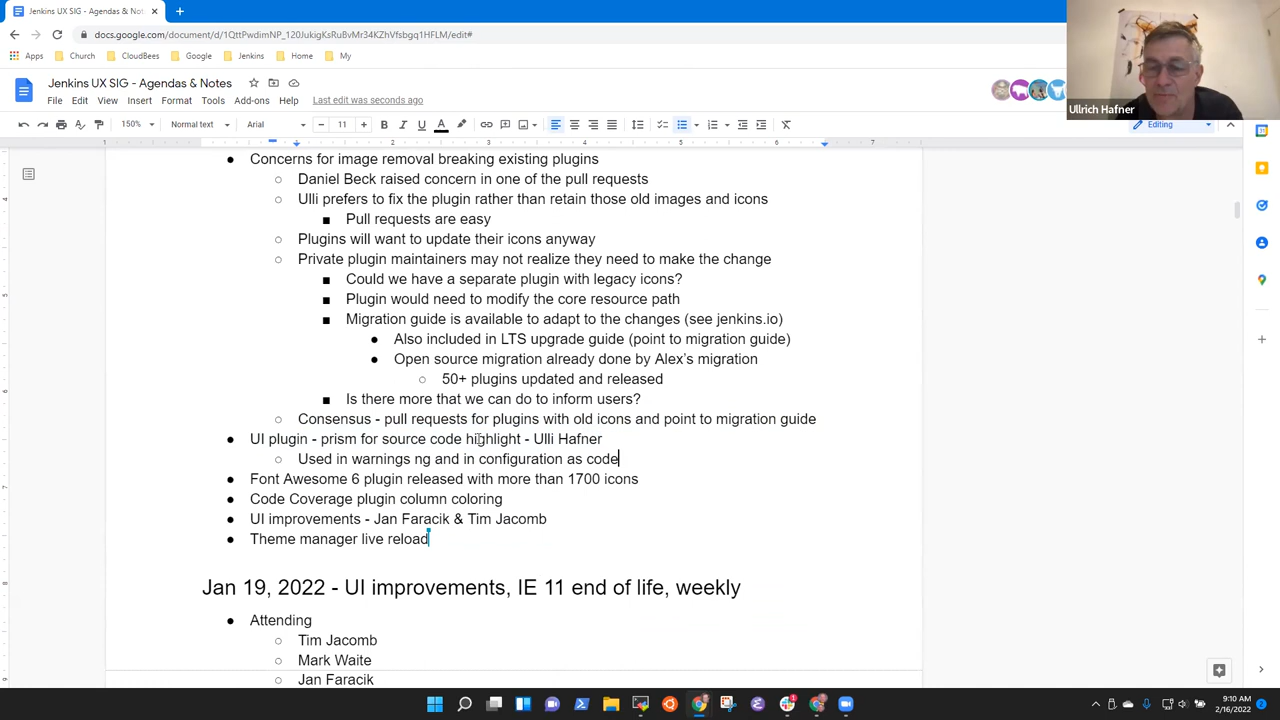 Jenkins UX SIG - Agendas & Not
docs.google.com/document/d/1QttPwdimNP_120JukigKsRuBvMr34KZhVfsbgq1HFLM/edit#
Apps Church CloudBees Google Jenkins Home My
Jenkins UX SIG - Agendas & Notes
File Edit View Insert Format Tools Add-ons Help Last edit was seconds ago
Ullrich Hafner
150% Normal text Arial 11 Editing
1 1 2 3 4 5 6 7
Concerns for image removal breaking existing plugins
Daniel Beck raised concern in one of the pull requests
Ulli prefers to fix the plugin rather than retain those old images and icons
Pull requests are easy
Plugins will want to update their icons anyway
Private plugin maintainers may not realize they need to make the change
Could we have a separate plugin with legacy icons?
Plugin would need to modify the core resource path
Migration guide is available to adapt to the changes (see jenkins.io)
Also included in LTS upgrade guide (point to migration guide)
Open source migration already done by Alex's migration
50+ plugins updated and released
Is there more that we can do to inform users?
Consensus - pull requests for plugins with old icons and point to migration guide
UI plugin - prism for source code highlight - Ulli Hafner
Used in warnings ng and in configuration as code
Font Awesome 6 plugin released with more than 1700 icons
Code Coverage plugin column coloring
UI improvements - Jan Faracik & Tim Jacomb
Theme manager live reload
Jan 19, 2022 - UI improvements, IE 11 end of life, weekly
Attending
Tim Jacomb
Mark Waite
Jan Faracik
9:10 AM
2/16/2022